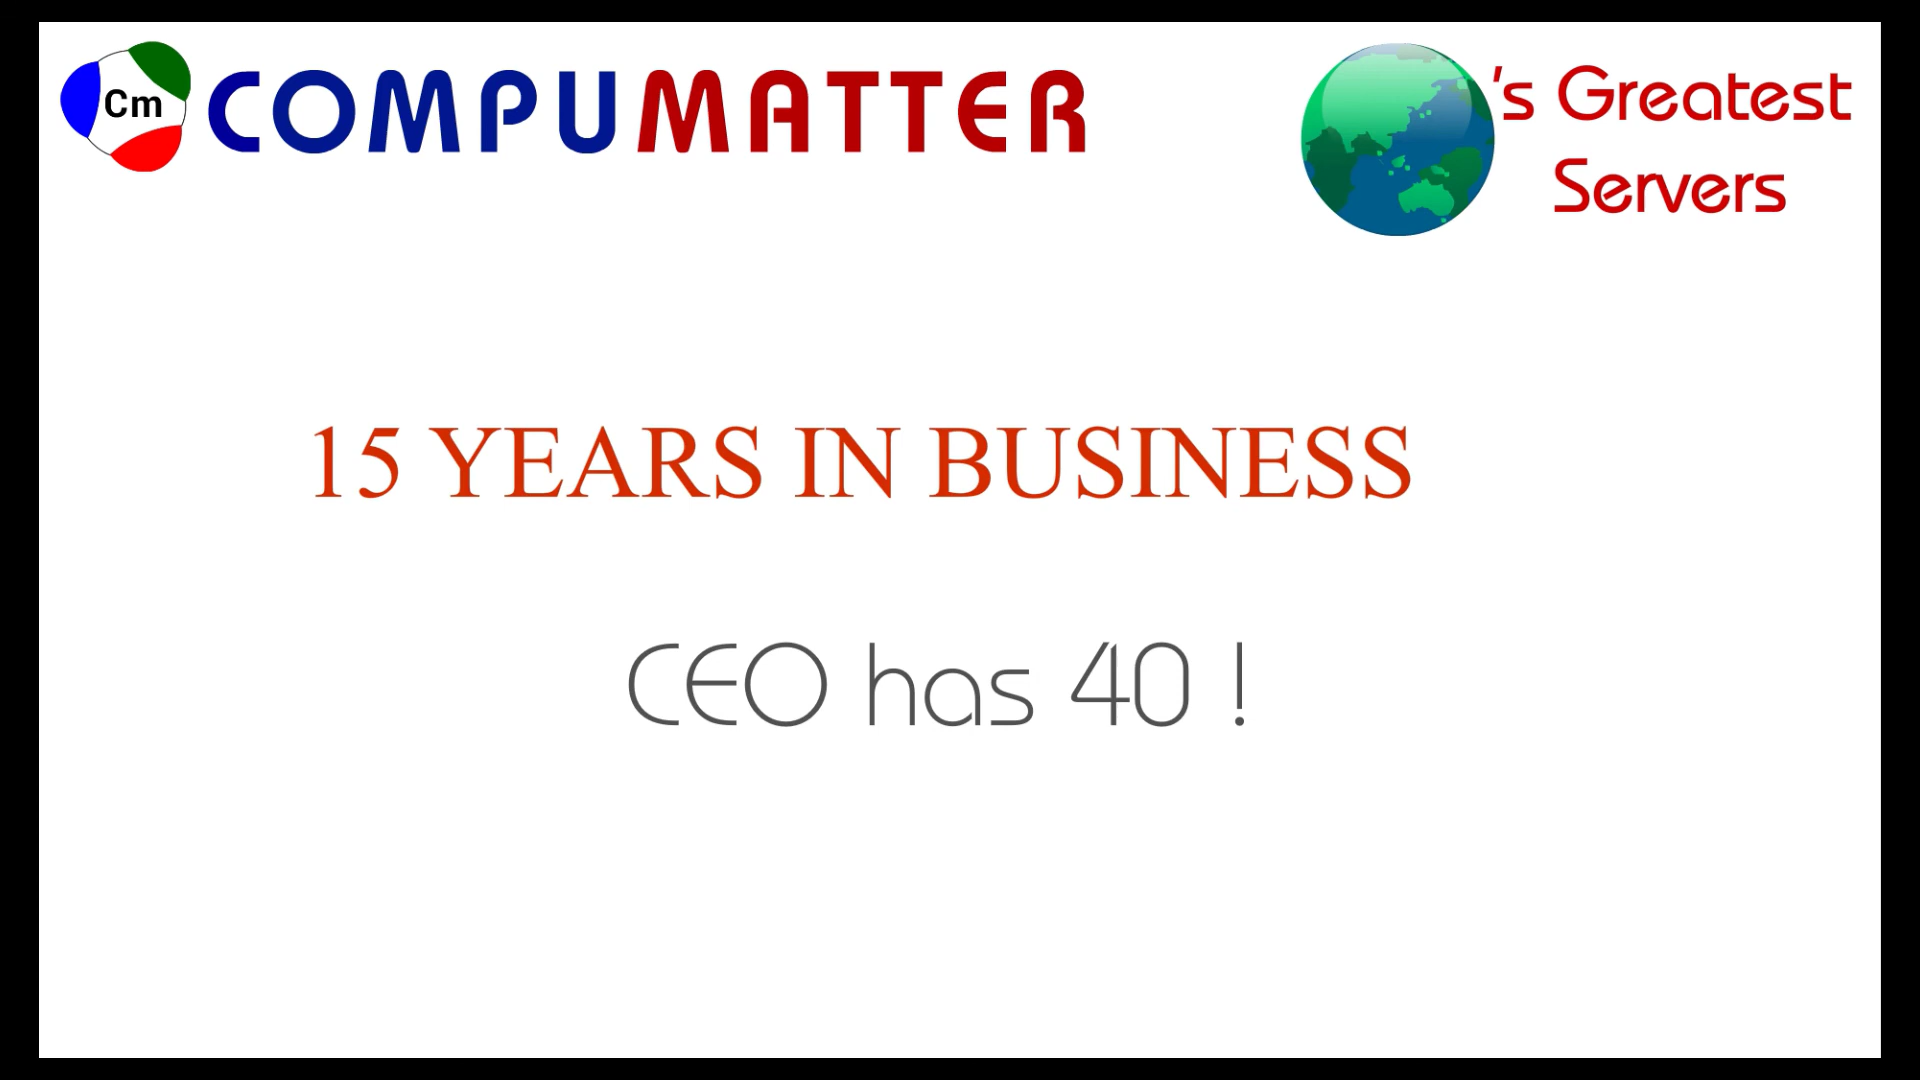 Cm COMPUMATTER
's Greatest
Servers
15 YEARS IN BUSINESS
CEO has 40 !